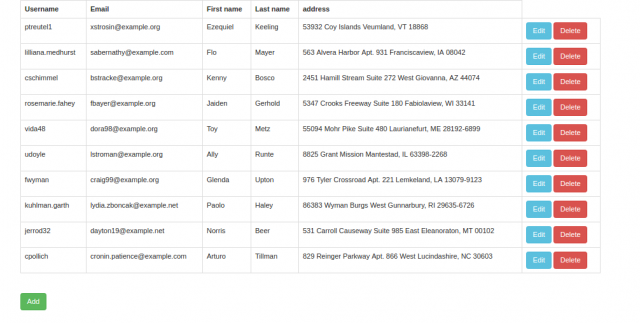 Username Email First name Last name address
ptreutel1 xstrosin@example.org Ezequiel Keeling 53932 Coy Islands Veumland, VT 18868 Edit Delete
lilliana.medhurst sabernathy@example.com Flo Mayer 563 Alvera Harbor Apt. 931 Franciscaview, IA 08042 Edit Delete
cschimmel bstracke@example.org Kenny Bosco 2451 Hamill Stream Suite 272 West Giovanna, AZ 44074 Edit Delete
rosemarie.fahey fbayer@example.org Jaiden Gerhold 5347 Crooks Freeway Suite 180 Fabiolaview, WI 33141 Edit Delete
vida48 dora98@example.org Toy Metz 55094 Mohr Pike Suite 480 Laurianefurt, ME 28192-6899 Edit Delete
udoyle lstroman@example.org Ally Runte 8825 Grant Mission Mantestad, IL 63398-2268 Edit Delete
fwyman craig99@example.org Glenda Upton 976 Tyler Crossroad Apt. 221 Lemkeland, LA 13079-9123 Edit Delete
kuhlman.garth lydia.zboncak@example.net Paolo Haley 86383 Wyman Burgs West Gunnarbury, RI 29635-6726 Edit Delete
jerrod32 dayton19@example.net Norris Beer 531 Carroll Causeway Suite 985 East Eleanoraton, MT 00102 Edit Delete
cpollich cronin.patience@example.com Arturo Tillman 829 Reinger Parkway Apt. 866 West Lucindashire, NC 30603 Edit Delete
Add